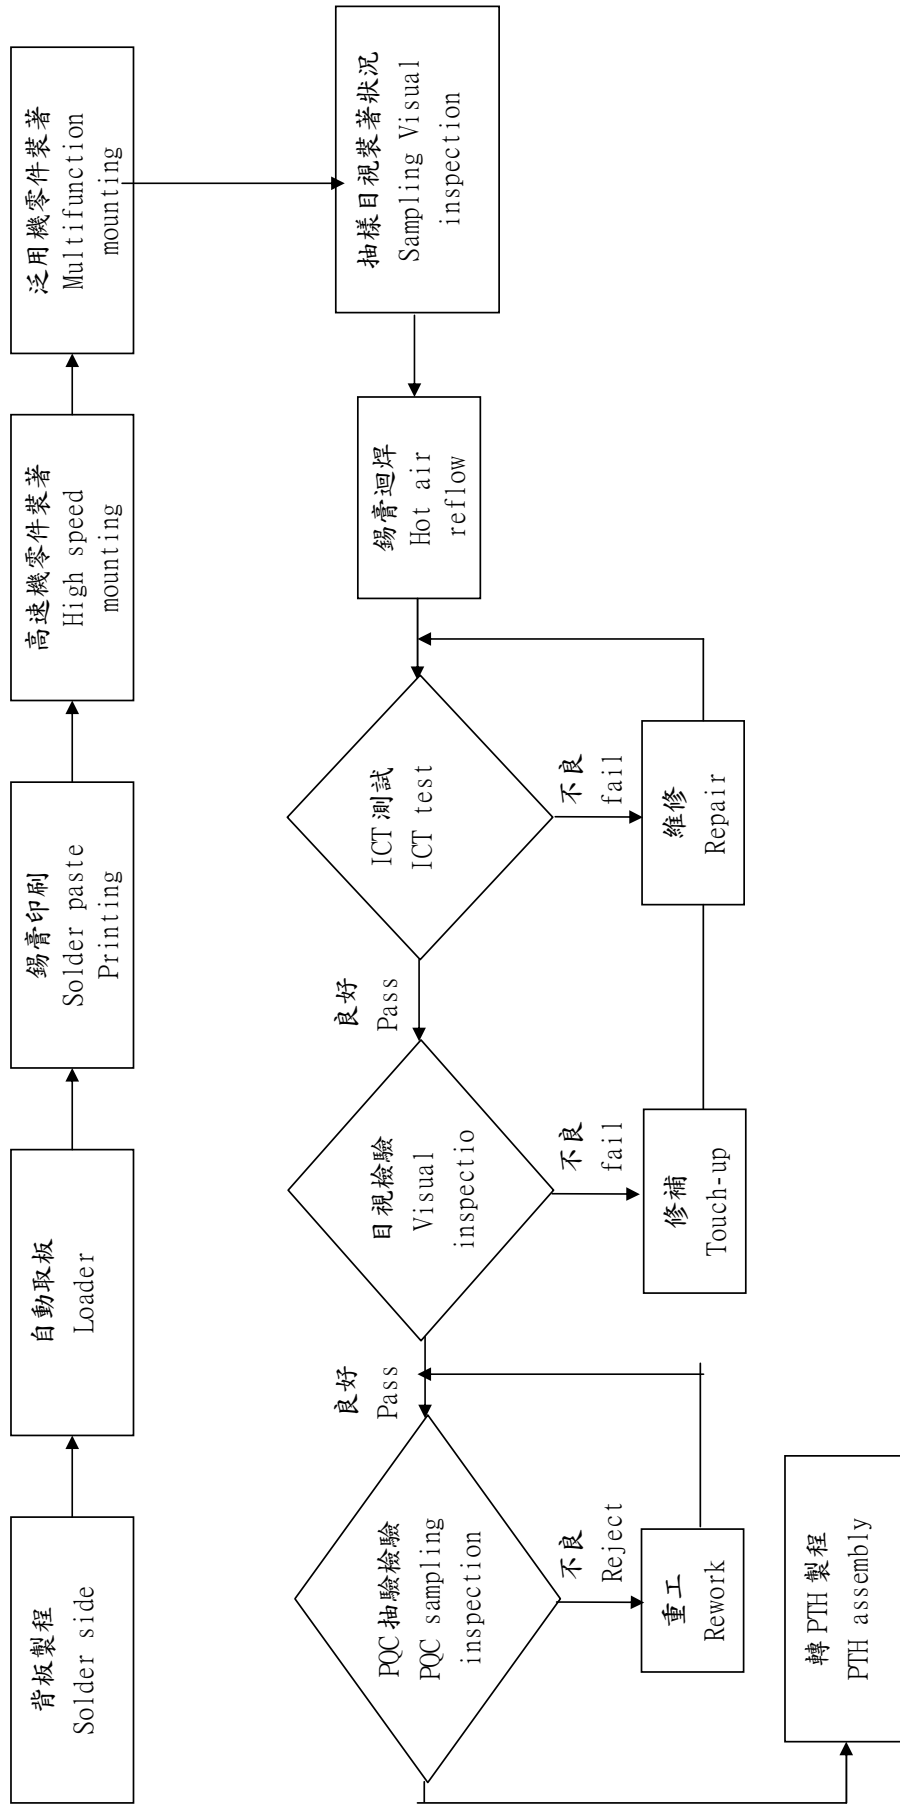 背板製程
Solder side
自動取板
Loader
錫膏印刷
Solder paste
Printing
高速機零件裝著
High speed
mounting
泛用機零件裝著
Multifunction
mounting
抽樣目視裝著狀況
Sampling Visual
inspection
錫膏迴焊
Hot air
reflow
ICT 測試
ICT test
不良
fail
維修
Repair
良好
Pass
目視檢驗
Visual
inspectio
不良
fail
修補
Touch-up
良好
Pass
PQC 抽驗檢驗
PQC sampling
inspection
不良
Reject
重工
Rework
轉 PTH 製程
PTH assembly